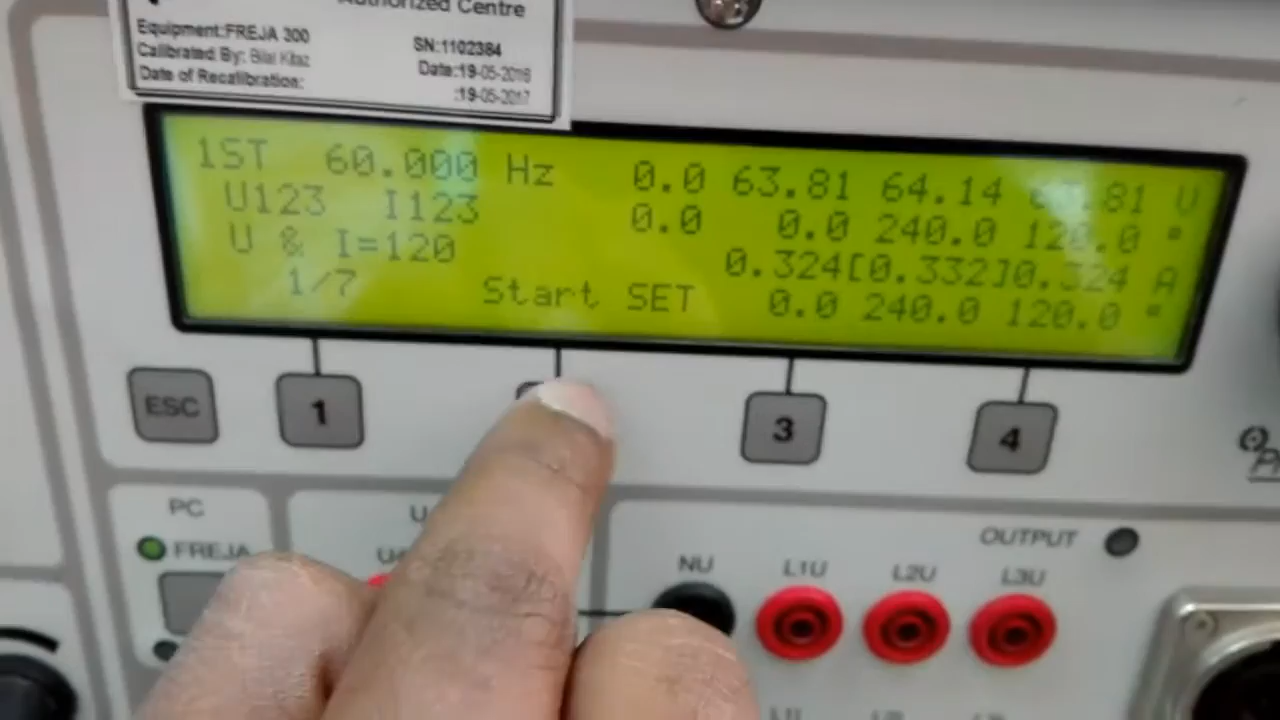 Authorized Centre
Equipment:FREJA 300
SN:1102384
Calibrated By: Bilal
Date:19-05-2016
Date of Recalibration:
:19-05-2017
1ST 60.000 Hz 0.0 63.81 64.14 .81 U
U123 I123 0.0 0.0 240.0 120.0 °
U & I=120 0.324[0.332]0.324 A
1/7 Start SET 0.0 240.0 120.0 °
ESC 1 3 4
PC
FREJA
U
OUTPUT
NU L1U L2U L3U